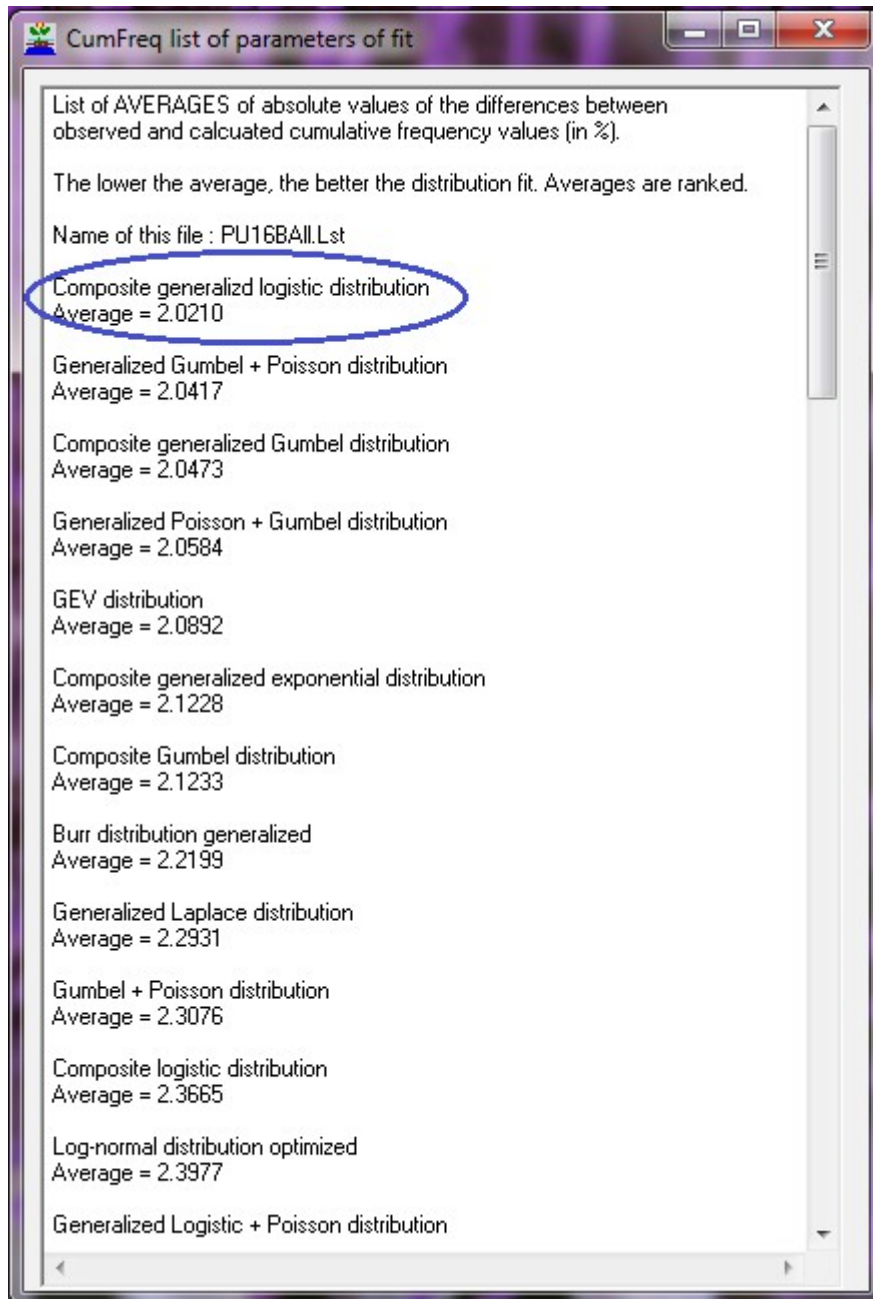 CumFreq list of parameters of fit
List of AVERAGES of absolute values of the differences between
observed and calcuated cumulative frequency values (in %).
The lower the average, the better the distribution fit. Averages are ranked.
Name of this file : PU16BAll.Lst
Composite generalizd logistic distribution
Average = 2.0210
Generalized Gumbel + Poisson distribution
Average = 2.0417
Composite generalized Gumbel distribution
Average = 2.0473
Generalized Poisson + Gumbel distribution
Average = 2.0584
GEV distribution
Average = 2.0892
Composite generalized exponential distribution
Average = 2.1228
Composite Gumbel distribution
Average = 2.1233
Burr distribution generalized
Average = 2.2199
Generalized Laplace distribution
Average = 2.2931
Gumbel + Poisson distribution
Average = 2.3076
Composite logistic distribution
Average = 2.3665
Log-normal distribution optimized
Average = 2.3977
Generalized Logistic + Poisson distribution